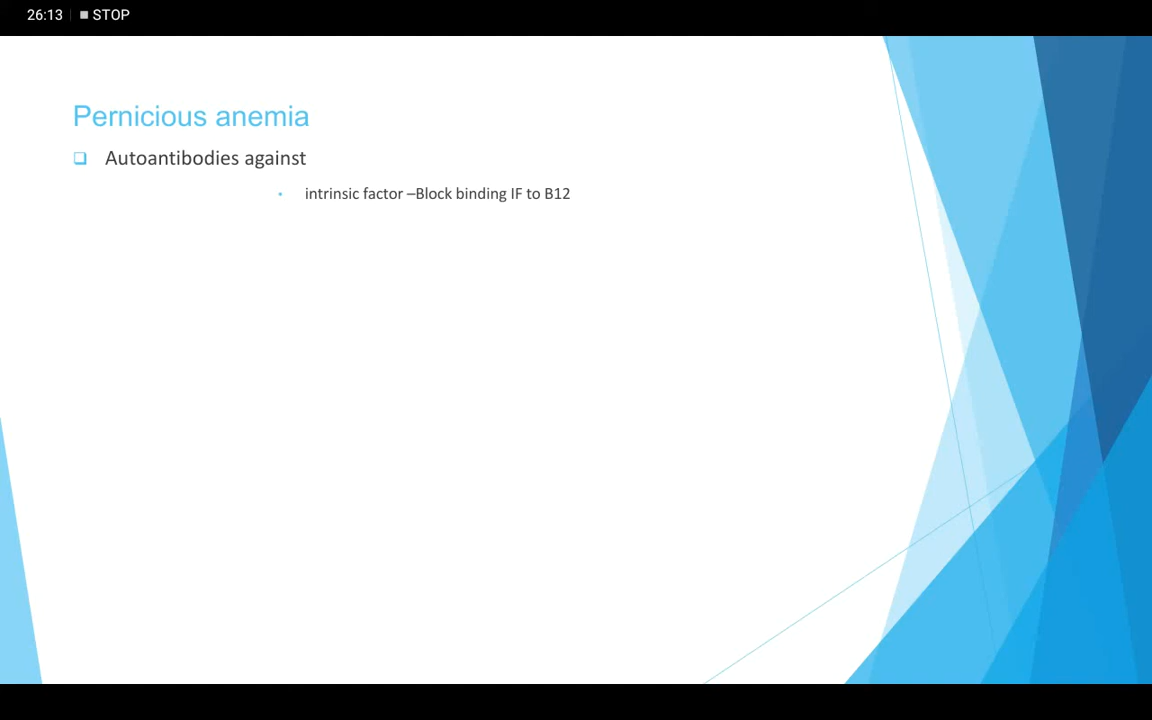 26:13 STOP
Pernicious anemia
Autoantibodies against
intrinsic factor –Block binding IF to B12